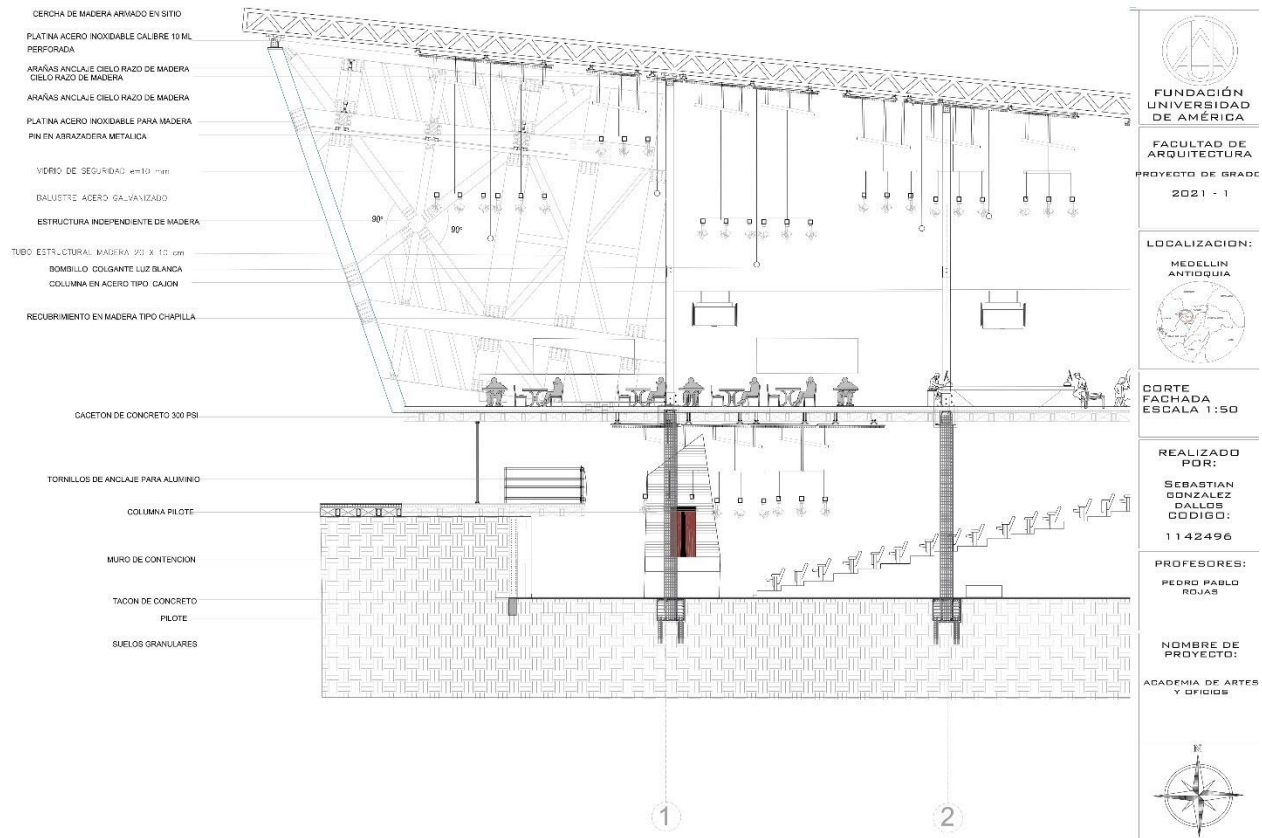 CERCHA DE MADERA ARMADO EN SITIO
PLATINA ACERO INOXIDABLE CALIBRE 10 ML
PERFORADA
ARAÑAS ANCLAJE CIELO RAZO DE MADERA
CIELO RAZO DE MADERA
ARAÑAS ANCLAJE CIELO RAZO DE MADERA
PLATINA ACERO INOXIDABLE PARA MADERA
PIN EN ABRAZADERA METALICA
VIDRIO DE SEGURIDAD e=10 mm
BALUSTRE ACERO GALVANIZADO
ESTRUCTURA INDEPENDIENTE DE MADERA
TUBO ESTRUCTURAL MADERA 20 X 10 cm
BOMBILLO COLGANTE LUZ BLANCA
COLUMNA EN ACERO TIPO CAJON
RECUBRIMIENTO EN MADERA TIPO CHAPILLA
CACETON DE CONCRETO 300 PSI
TORNILLOS DE ANCLAJE PARA ALUMINIO
COLUMNA PILOTE
MURO DE CONTENCION
TACON DE CONCRETO
PILOTE
SUELOS GRANULARES
90°
90°
1
2
FUNDACIÓN
UNIVERSIDAD
DE AMÉRICA
FACULTAD DE
ARQUITECTURA
PROYECTO DE GRADO
2021 - 1
LOCALIZACION:
MEDELLIN
ANTIOQUIA
CORTE
FACHADA
ESCALA 1:50
REALIZADO
POR:
SEBASTIAN
GONZALEZ
DALLOS
CODIGO:
1142496
PROFESORES:
PEDRO PABLO
ROJAS
NOMBRE DE
PROYECTO:
ACADEMIA DE ARTES
Y OFICIOS
N